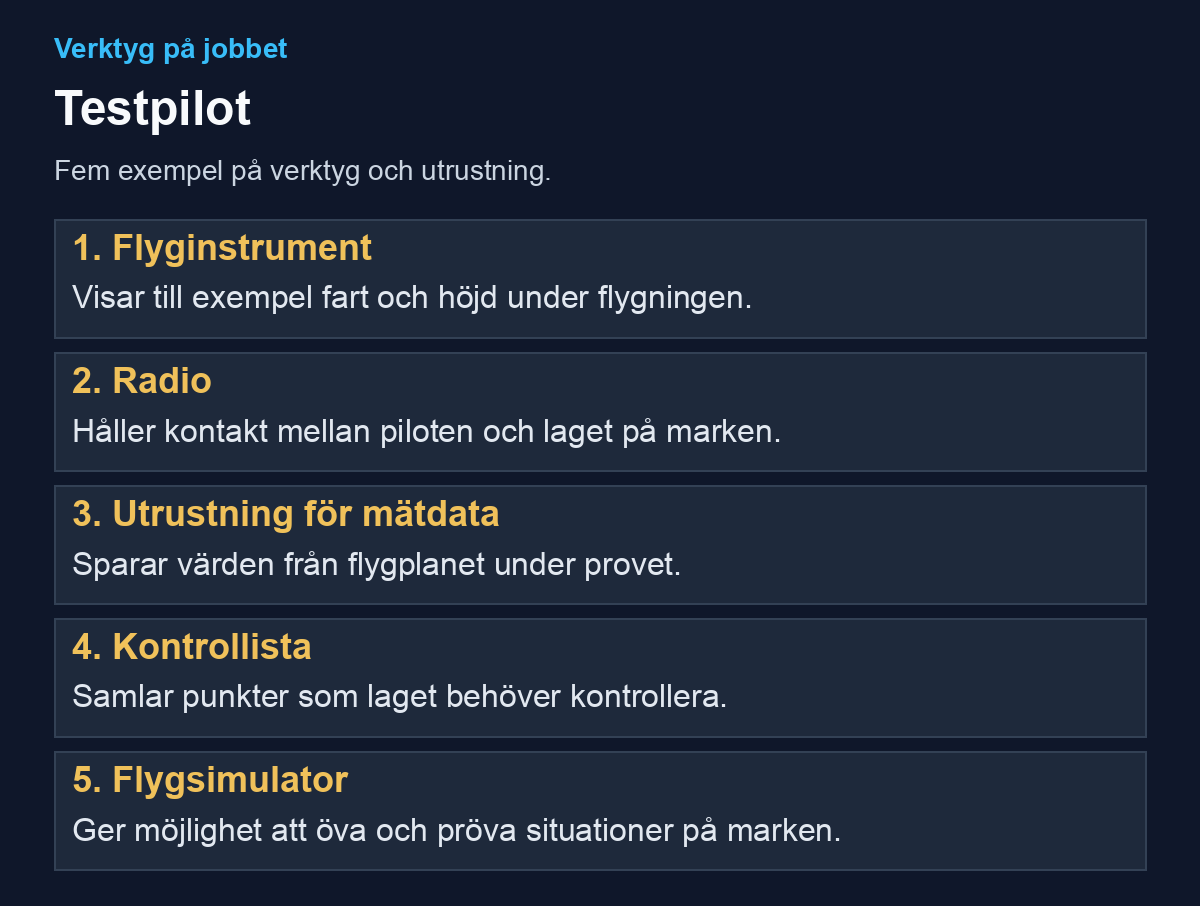 Verktyg på jobbet
Testpilot
Fem exempel på verktyg och utrustning.
1. Flyginstrument
Visar till exempel fart och höjd under flygningen.
2. Radio
Håller kontakt mellan piloten och laget på marken.
3. Utrustning för mätdata
Sparar värden från flygplanet under provet.
4. Kontrollista
Samlar punkter som laget behöver kontrollera.
5. Flygsimulator
Ger möjlighet att öva och pröva situationer på marken.